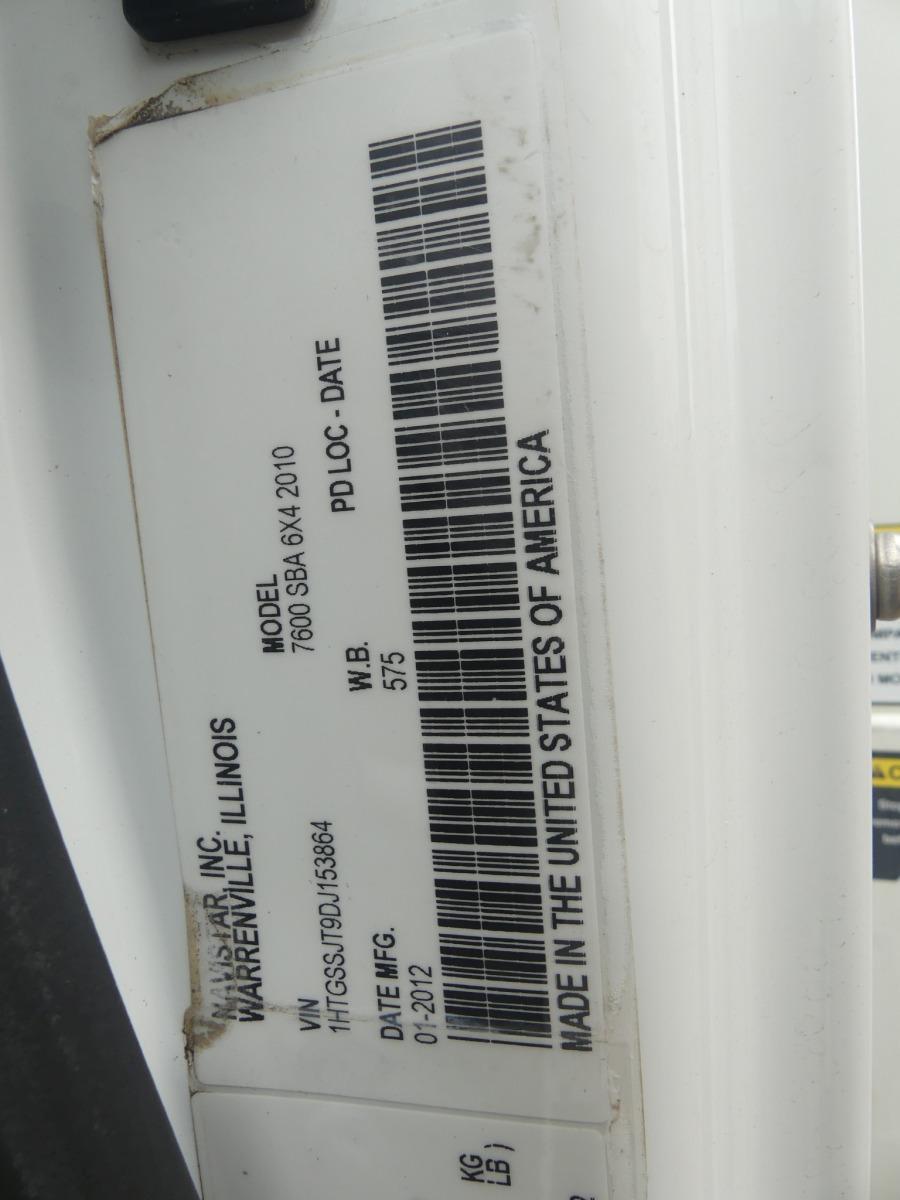 NAVISTAR, INC.
WARRENVILLE, ILLINOIS
MODEL
7600 SBA 6X4 2010
VIN
1HTGSSJT9DJ153864
W.B.
575
PD LOC - DATE
DATE MFG.
01-2012
MADE IN THE UNITED STATES OF AMERICA
KG
LB )